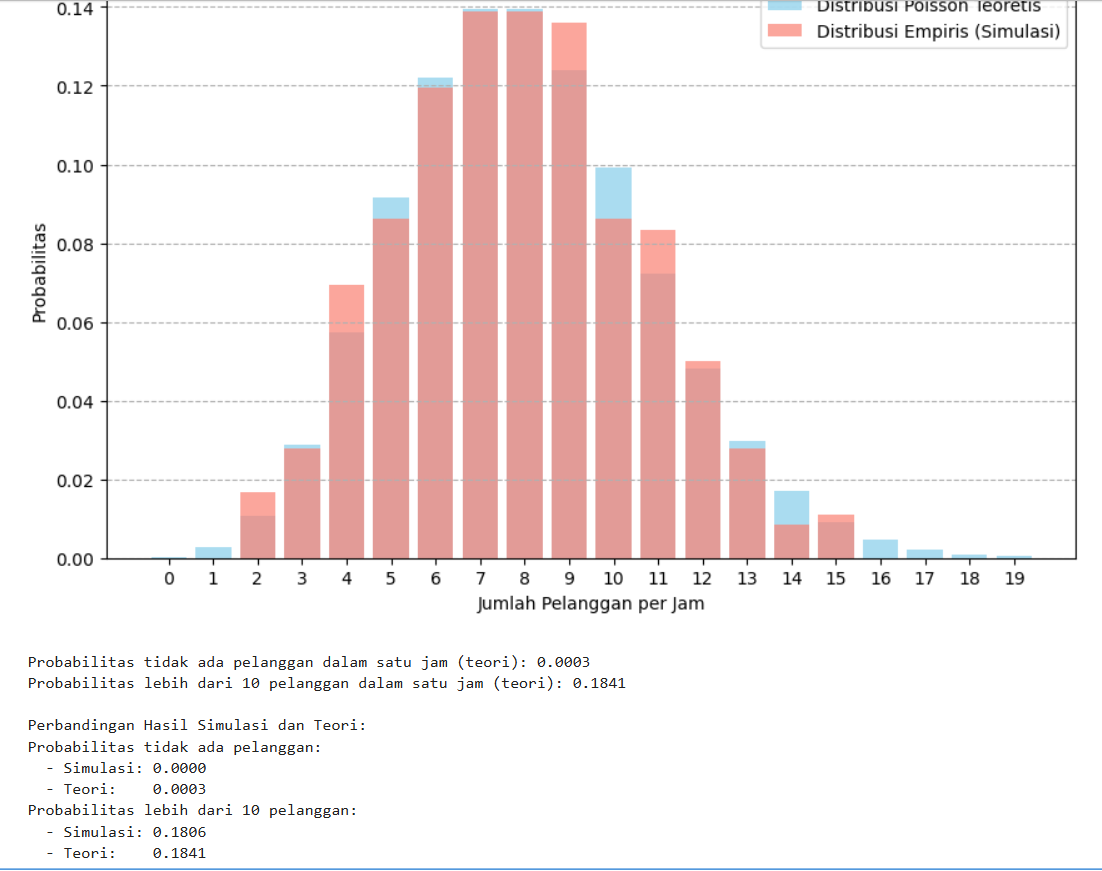 0.14
Distribusi Poisson Teoretis
Distribusi Empiris (Simulasi)
0.12
0.10
0.08
0.06
0.04
0.02
0.00
Probabilitas
0 1 2 3 4 5 6 7 8 9 10 11 12 13 14 15 16 17 18 19
Jumlah Pelanggan per Jam
Probabilitas tidak ada pelanggan dalam satu jam (teori): 0.0003
Probabilitas lebih dari 10 pelanggan dalam satu jam (teori): 0.1841
Perbandingan Hasil Simulasi dan Teori:
Probabilitas tidak ada pelanggan:
- Simulasi: 0.0000
- Teori: 0.0003
Probabilitas lebih dari 10 pelanggan:
- Simulasi: 0.1806
- Teori: 0.1841